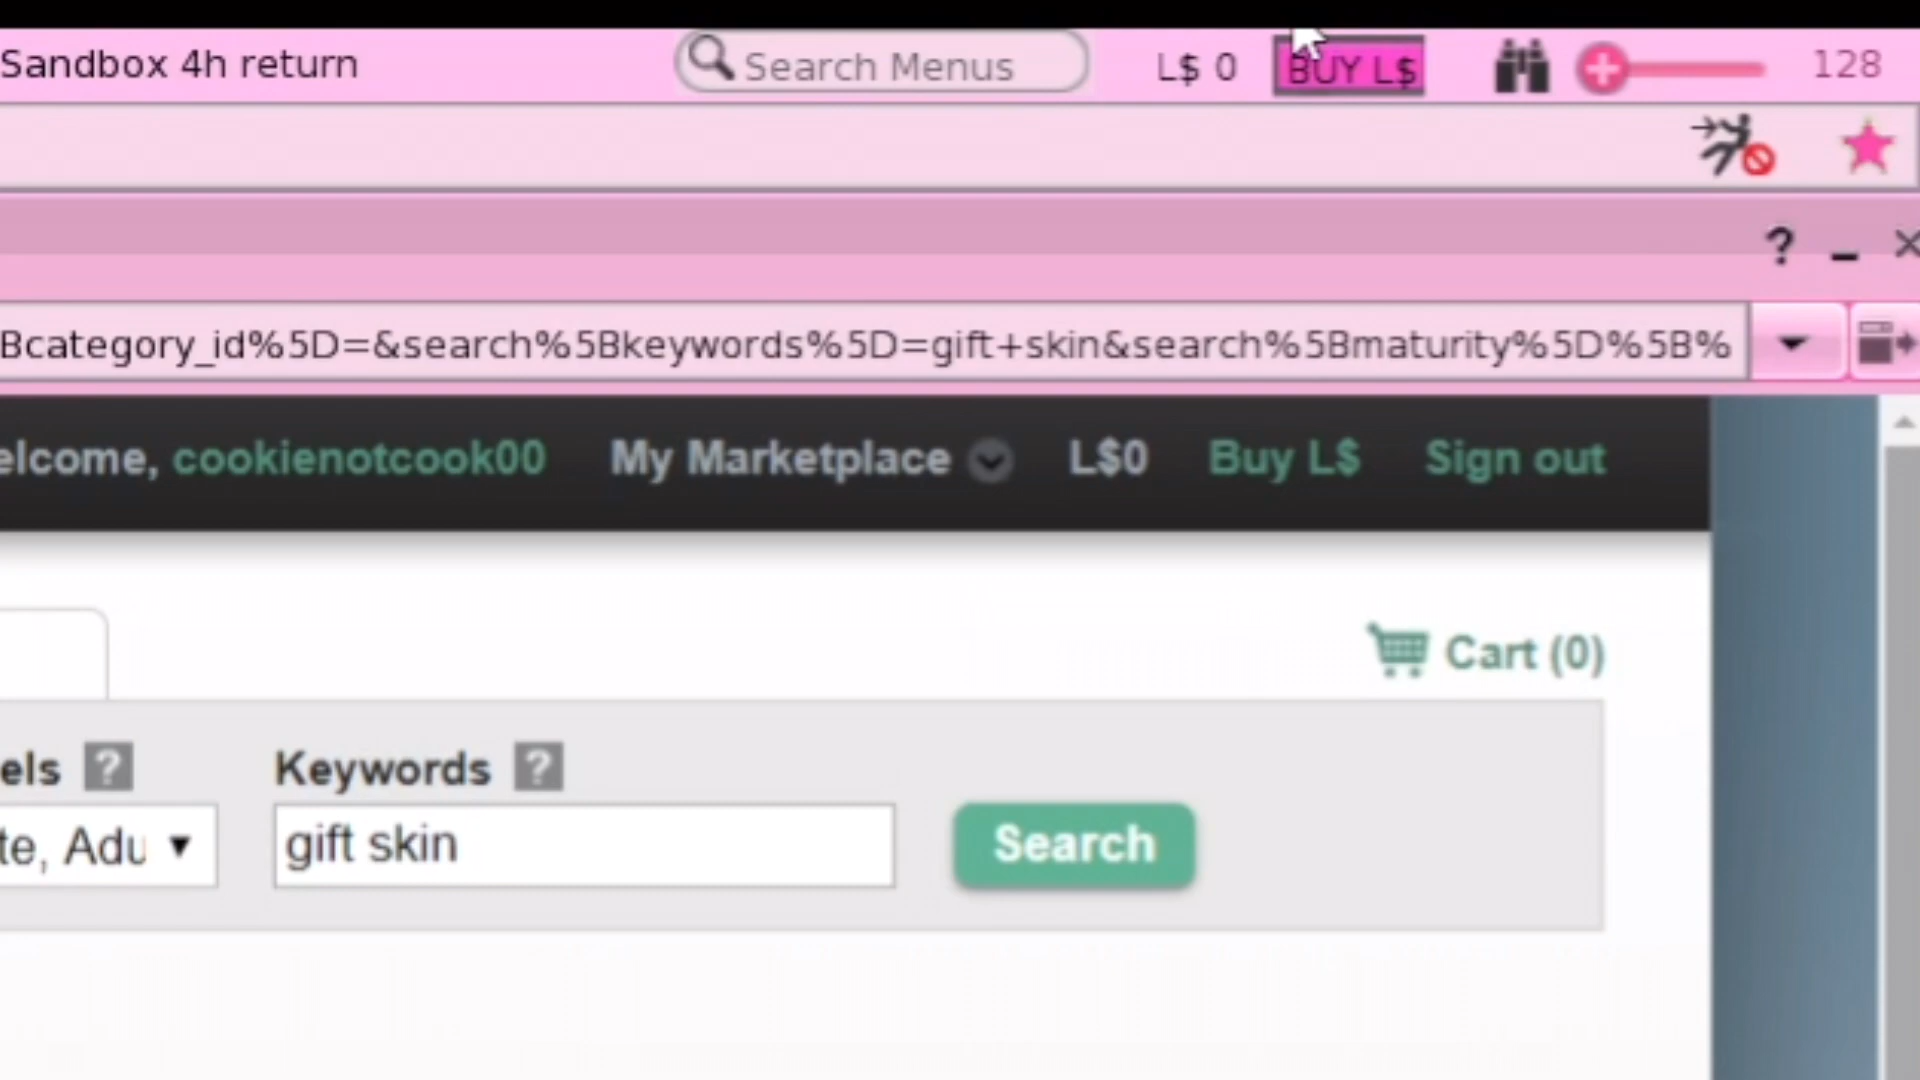 Sandbox 4h return Search Menus L$ 0 BUY L$ 128
?
Bcategory_id%5D=&search%5Bkeywords%5D=gift+skin&search%5Bmaturity%5D%5B%
elcome, cookienotcook00 My Marketplace L$0 Buy L$ Sign out
Cart (0)
els ? Keywords ?
te, Adu gift skin Search